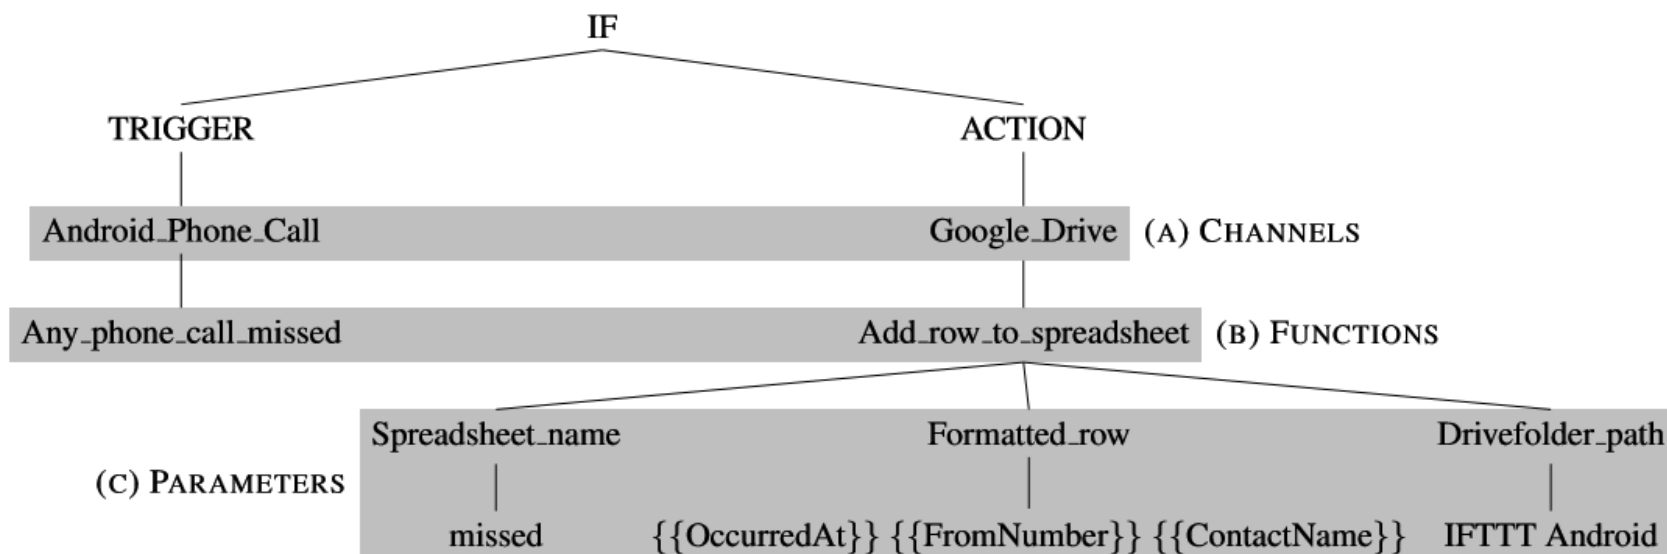 IF
TRIGGER ACTION
Android_Phone_Call Google_Drive (A) CHANNELS
Any_phone_call_missed Add_row_to_spreadsheet (B) FUNCTIONS
Spreadsheet_name Formatted_row Drivefolder_path
(C) PARAMETERS
missed {{OccurredAt}} {{FromNumber}} {{ContactName}} IFTTT Android